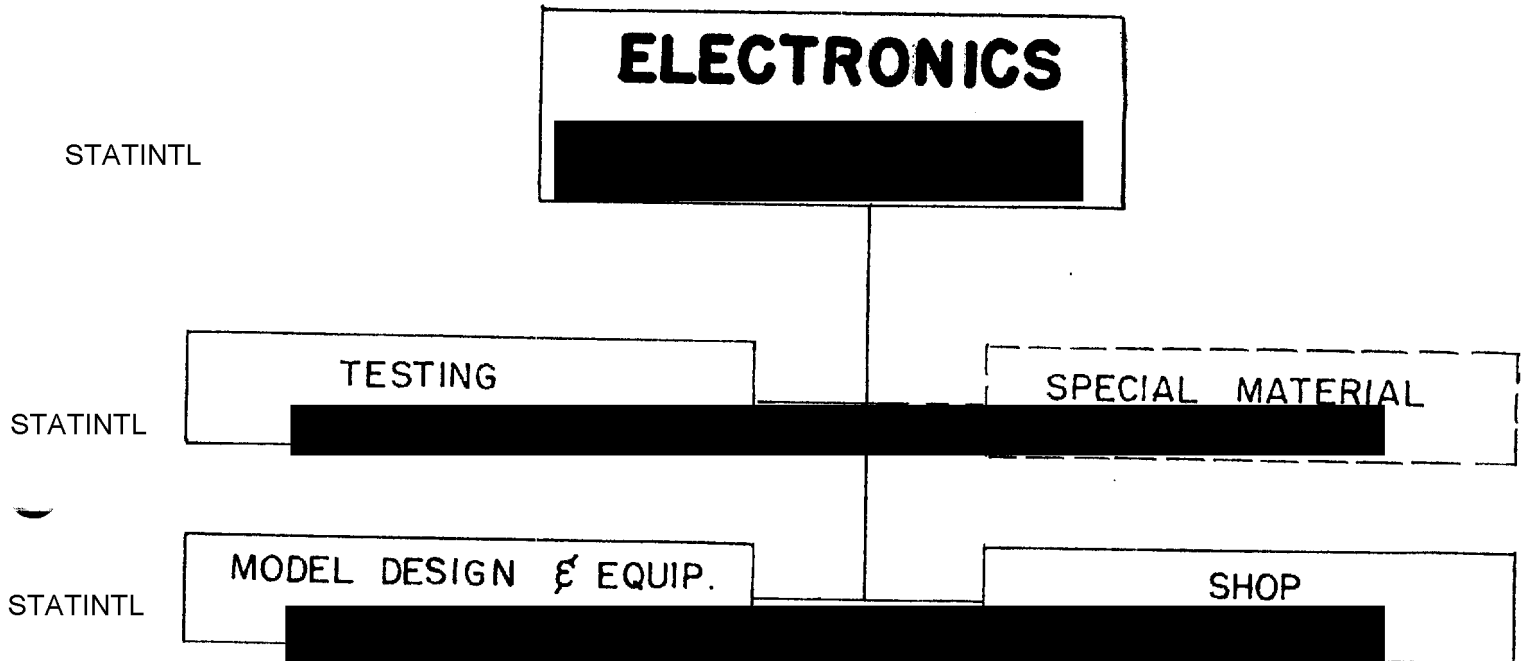 ELECTRONICS
STATINTL
TESTING
SPECIAL MATERIAL
STATINTL
MODEL DESIGN & EQUIP.
SHOP
STATINTL